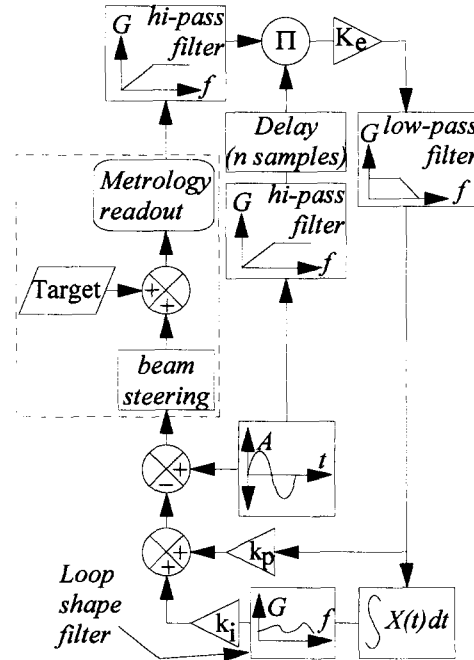 G hi-pass
filter
f
Π
Ke
G low-pass
filter
f
Delay
(n samples)
G hi-pass
filter
f
Metrology
readout
Target
+
+
beam
steering
+
−
A
t
+
+
kp
Loop
shape
filter
ki
G
f
∫ X(t)dt